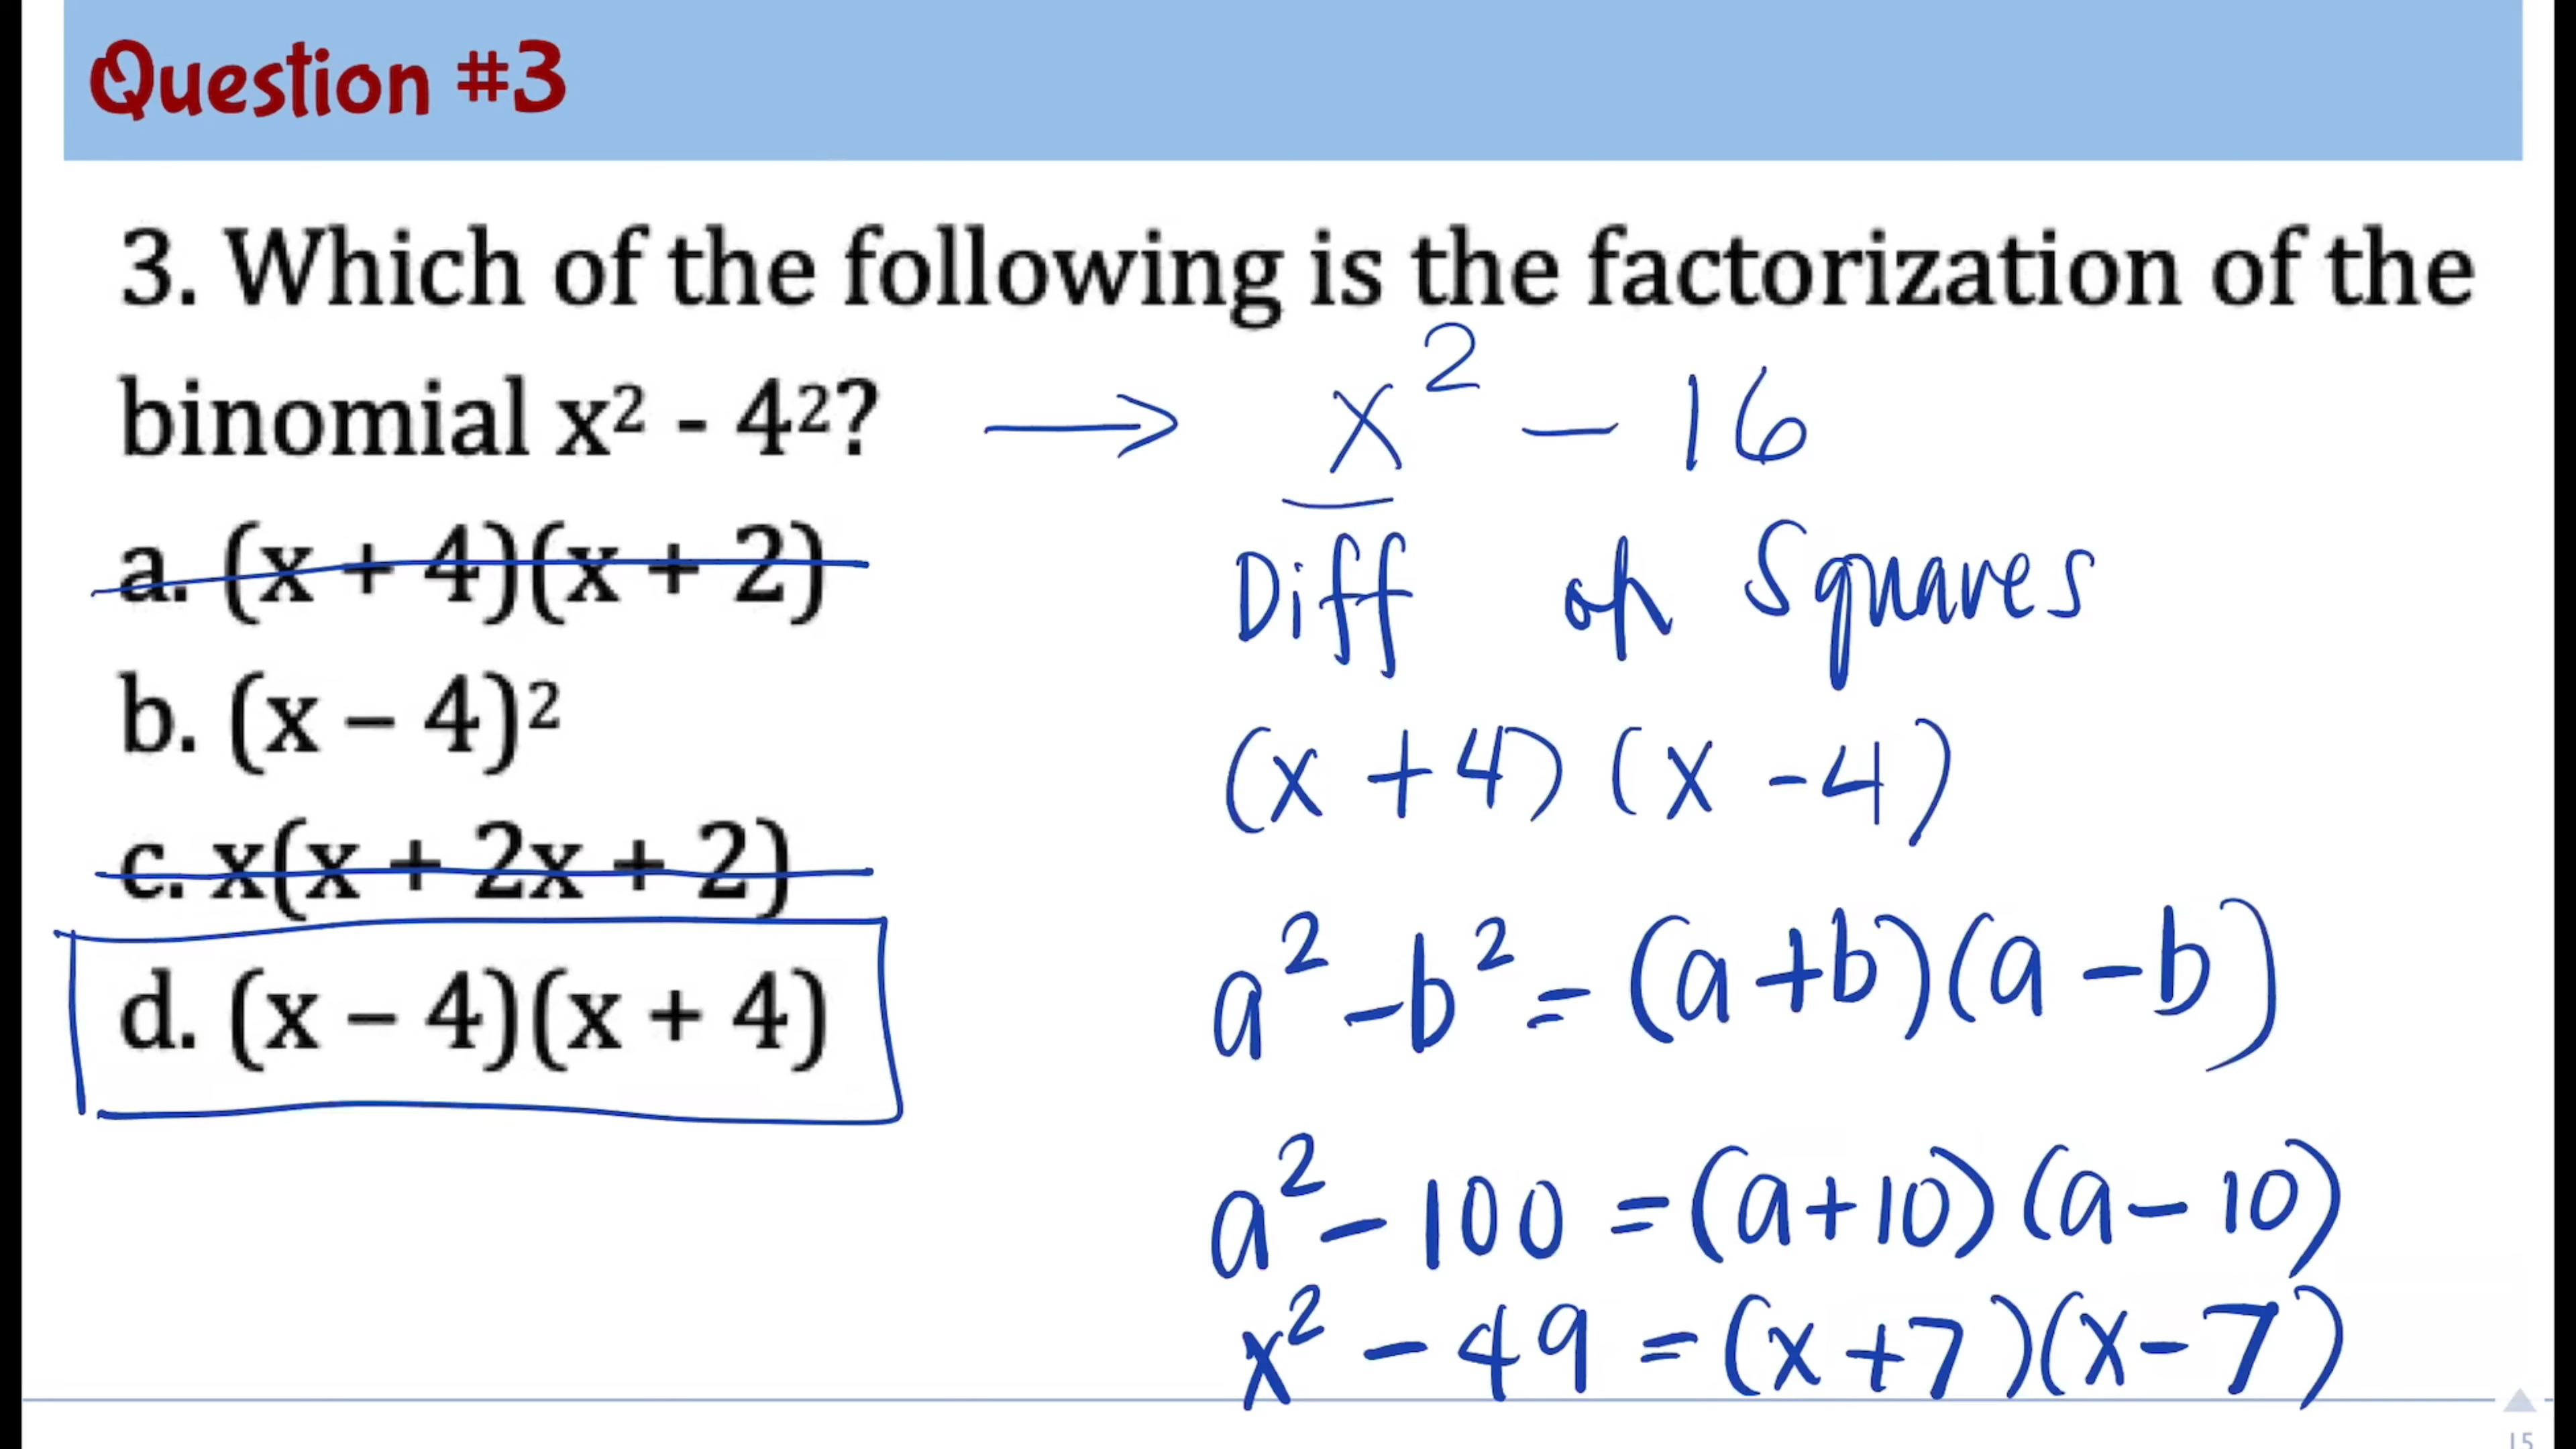 Question #3
3. Which of the following is the factorization of the
binomial x² - 4²? → x² - 16
a. (x + 4)(x + 2)
Diff of Squares
b. (x – 4)²
(x + 4) (x - 4)
c. x(x + 2x + 2)
a² - b² = (a + b)(a - b)
d. (x – 4)(x + 4)
a² - 100 = (a + 10) (a - 10)
x² - 49 = (x + 7)(x - 7)
15